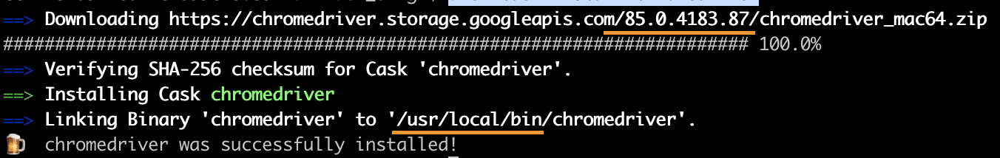 ==> Downloading https://chromedriver.storage.googleapis.com/85.0.4183.87/chromedriver_mac64.zip
######################################################################## 100.0%
==> Verifying SHA-256 checksum for Cask 'chromedriver'.
==> Installing Cask chromedriver
==> Linking Binary 'chromedriver' to '/usr/local/bin/chromedriver'.
🍺 chromedriver was successfully installed!